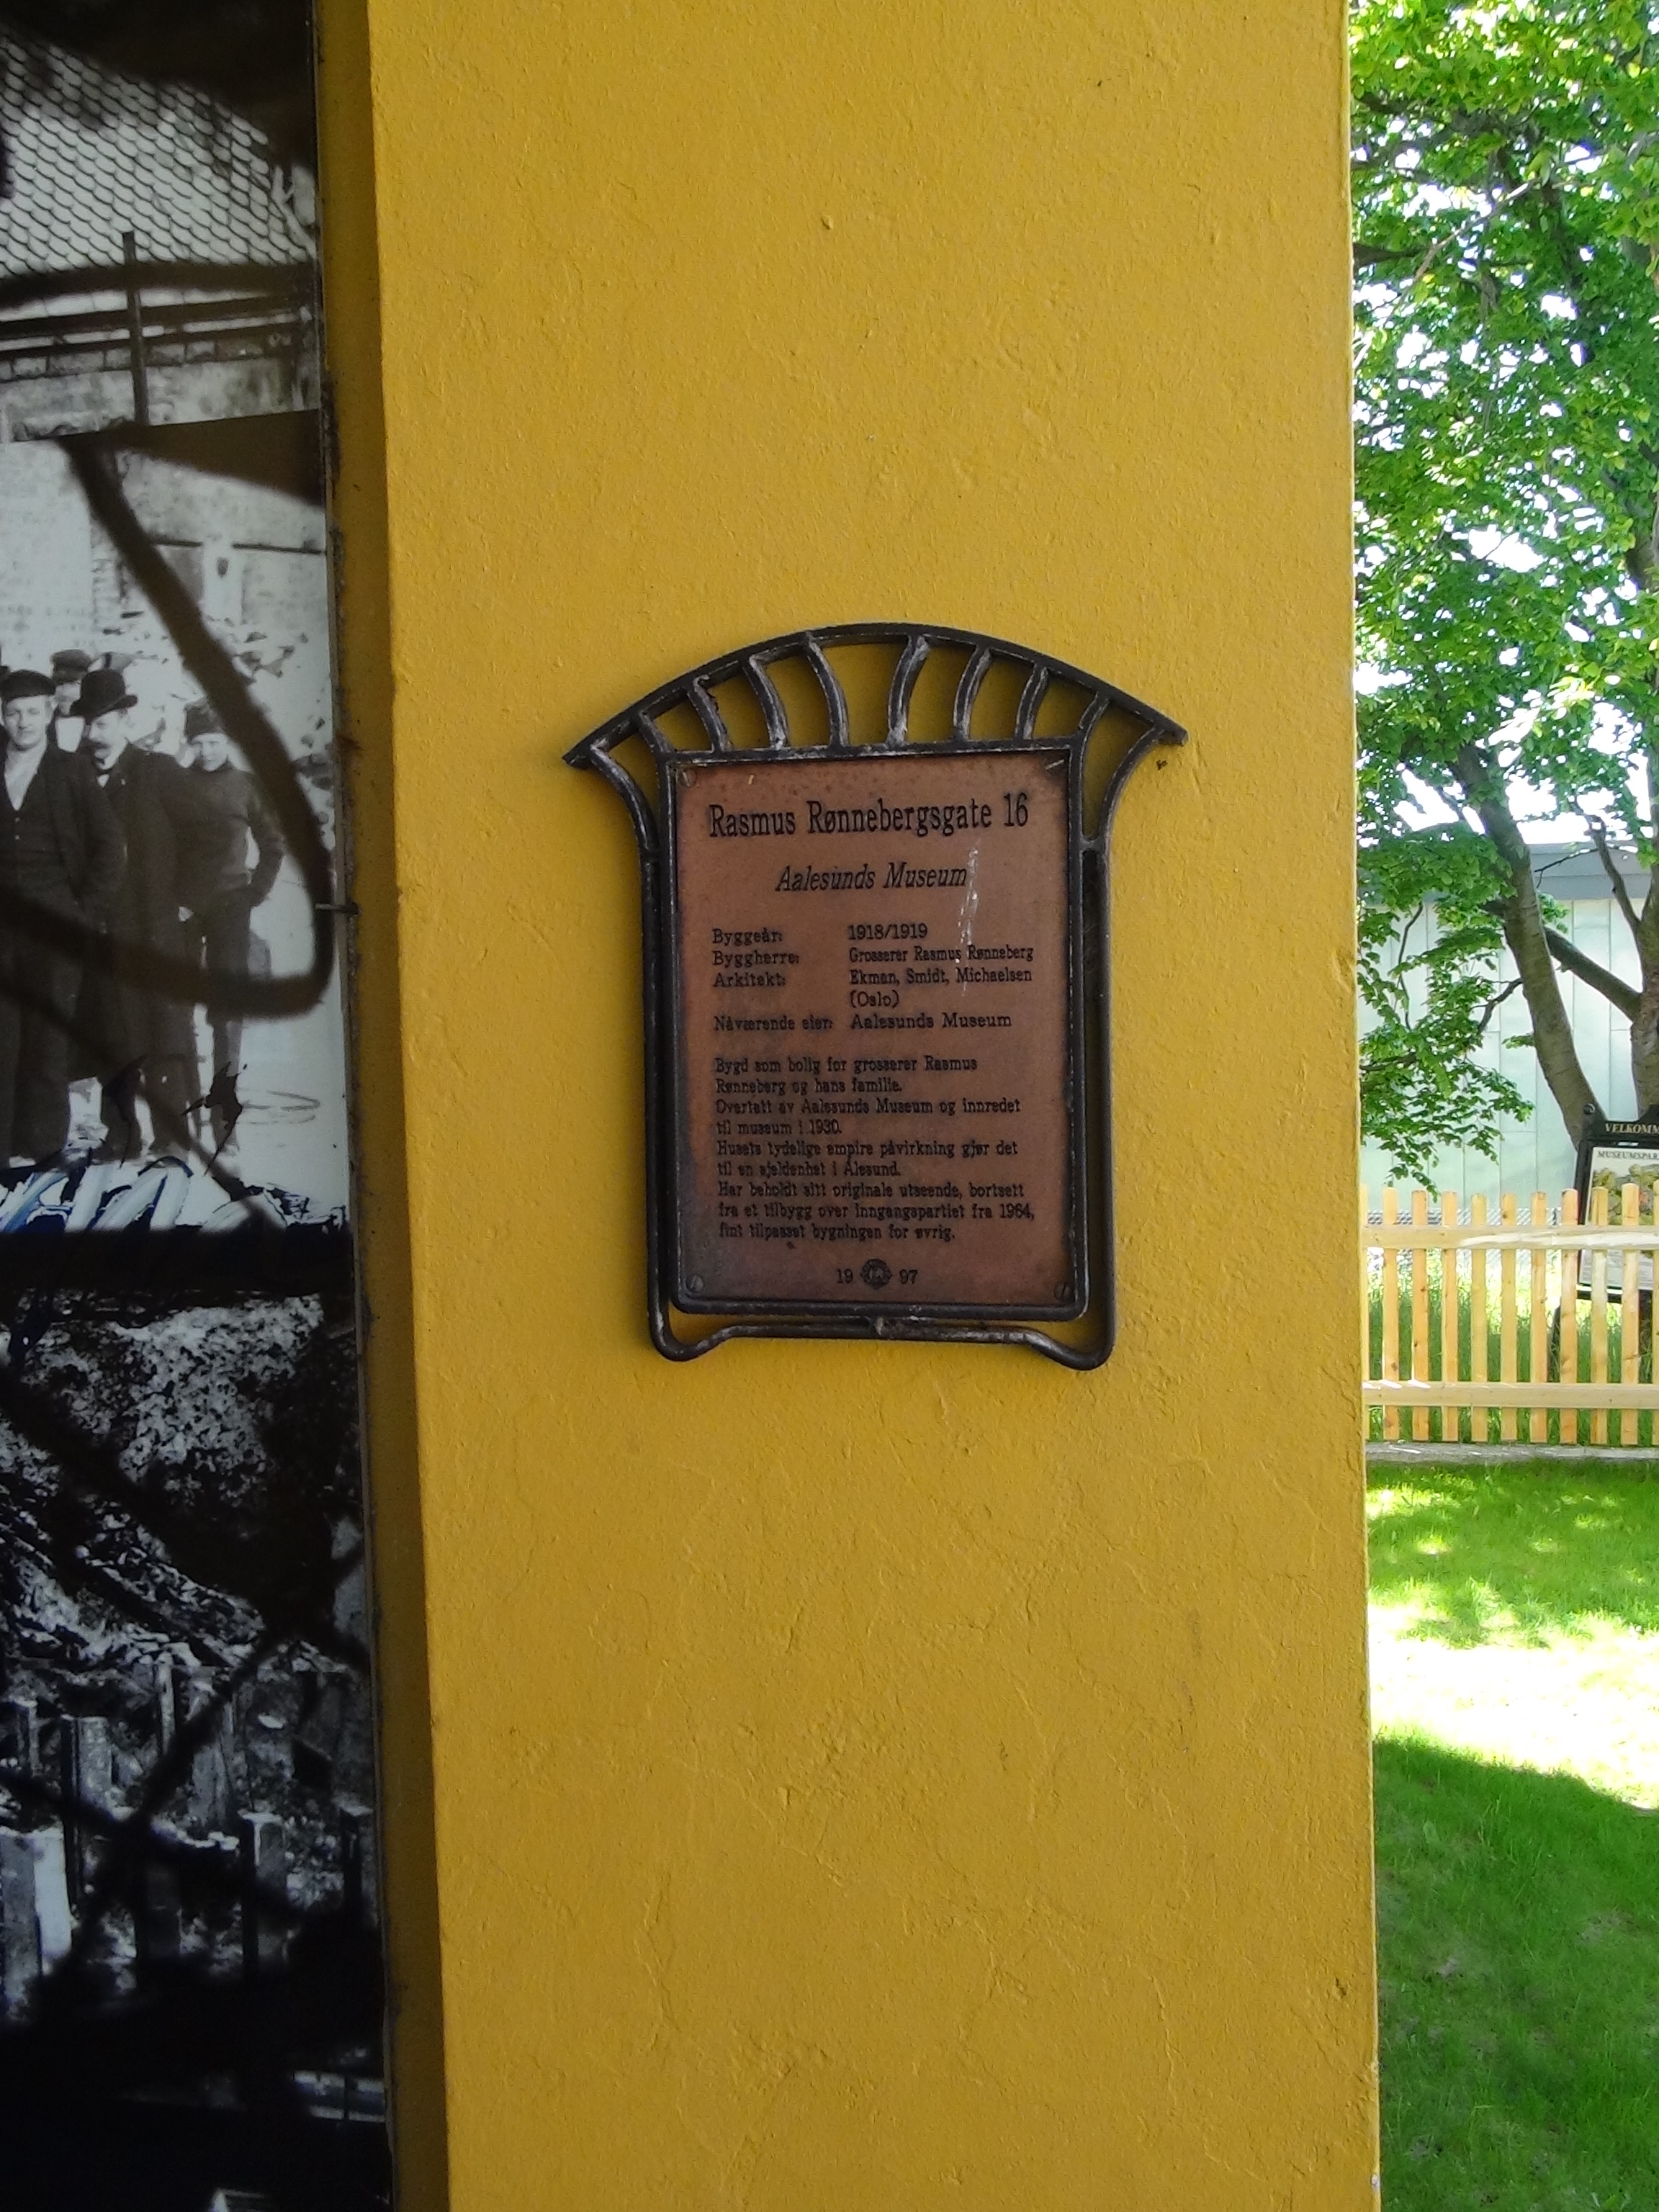 Rasmus Rønnebergsgate 16
Aalesunds Museum
Byggeår: 1918/1919
Byggherre: Grosserer Rasmus Rønneberg
Arkitekt: Ekman, Smidt, Michaelsen
(Oslo)
Nåværende eier: Aalesunds Museum
Bygd som bolig for grosserer Rasmus
Rønneberg og hans familie.
Overtatt av Aalesunds Museum og innredet
til museum i 1930.
Husets tydelige empire påvirkning gjør det
til en sjeldenhet i Ålesund.
Har beholdt sitt originale utseende, bortsett
fra et tilbygg over inngangspartiet fra 1964,
fint tilpasset bygningen for øvrig.
19 97
VELKOMM
MUSEUMSPAR